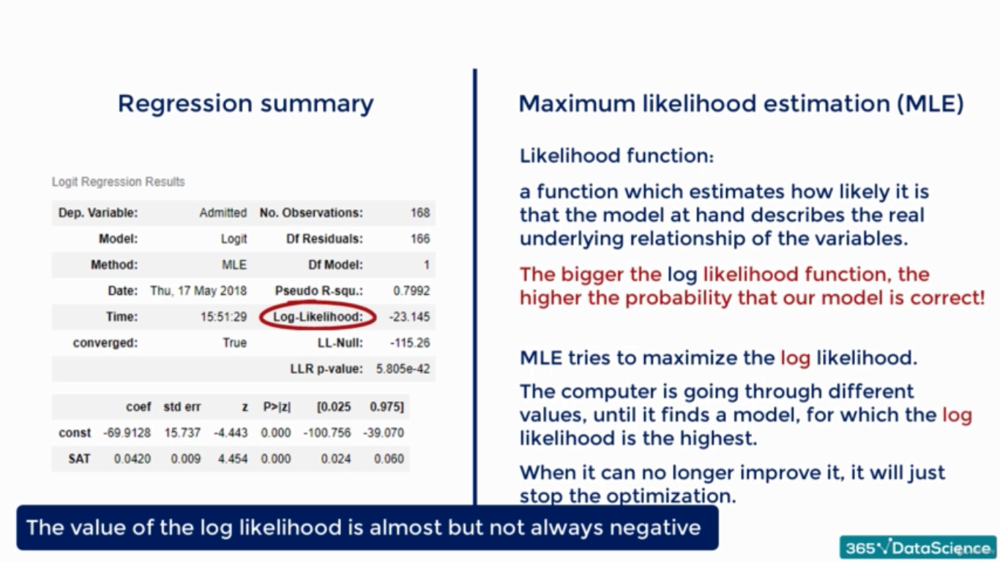 Regression summary
Logit Regression Results
Dep. Variable: Admitted No. Observations: 168
Model: Logit Df Residuals: 166
Method: MLE Df Model: 1
Date: Thu, 17 May 2018 Pseudo R-squ.: 0.7992
Time: 15:51:29 Log-Likelihood: -23.145
converged: True LL-Null: -115.26
LLR p-value: 5.805e-42
coef std err z P>|z| [0.025 0.975]
const -69.9128 15.737 -4.443 0.000 -100.756 -39.070
SAT 0.0420 0.009 4.454 0.000 0.024 0.060
Maximum likelihood estimation (MLE)
Likelihood function:
a function which estimates how likely it is
that the model at hand describes the real
underlying relationship of the variables.
The bigger the log likelihood function, the
higher the probability that our model is correct!
MLE tries to maximize the log likelihood.
The computer is going through different
values, until it finds a model, for which the log
likelihood is the highest.
When it can no longer improve it, it will just
stop the optimization.
The value of the log likelihood is almost but not always negative
365 DataScience